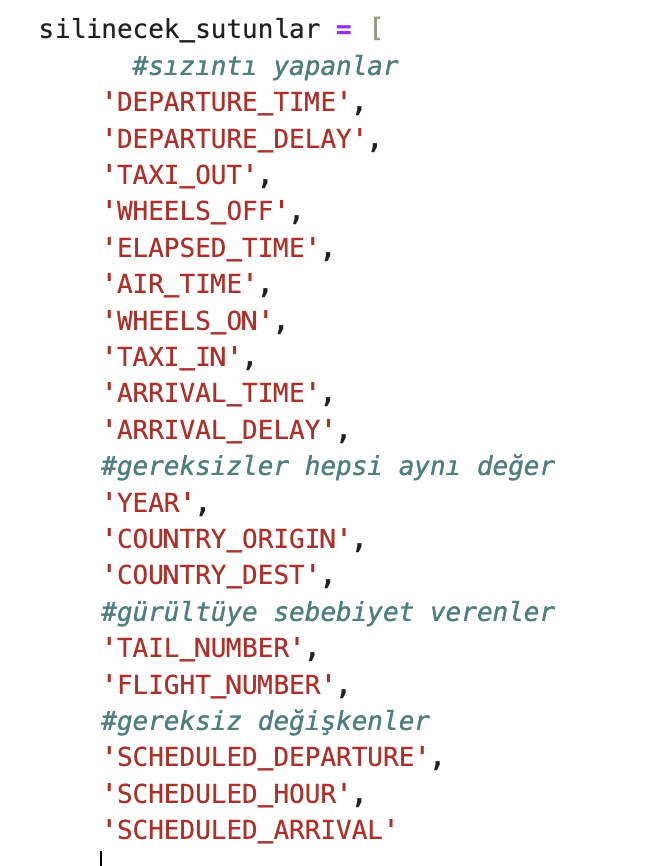 silinecek_sutunlar = [
#sızıntı yapanlar
'DEPARTURE_TIME',
'DEPARTURE_DELAY',
'TAXI_OUT',
'WHEELS_OFF',
'ELAPSED_TIME',
'AIR_TIME',
'WHEELS_ON',
'TAXI_IN',
'ARRIVAL_TIME',
'ARRIVAL_DELAY',
#gereksizler hepsi aynı değer
'YEAR',
'COUNTRY_ORIGIN',
'COUNTRY_DEST',
#gürültüye sebebiyet verenler
'TAIL_NUMBER',
'FLIGHT_NUMBER',
#gereksiz değişkenler
'SCHEDULED_DEPARTURE',
'SCHEDULED_HOUR',
'SCHEDULED_ARRIVAL'